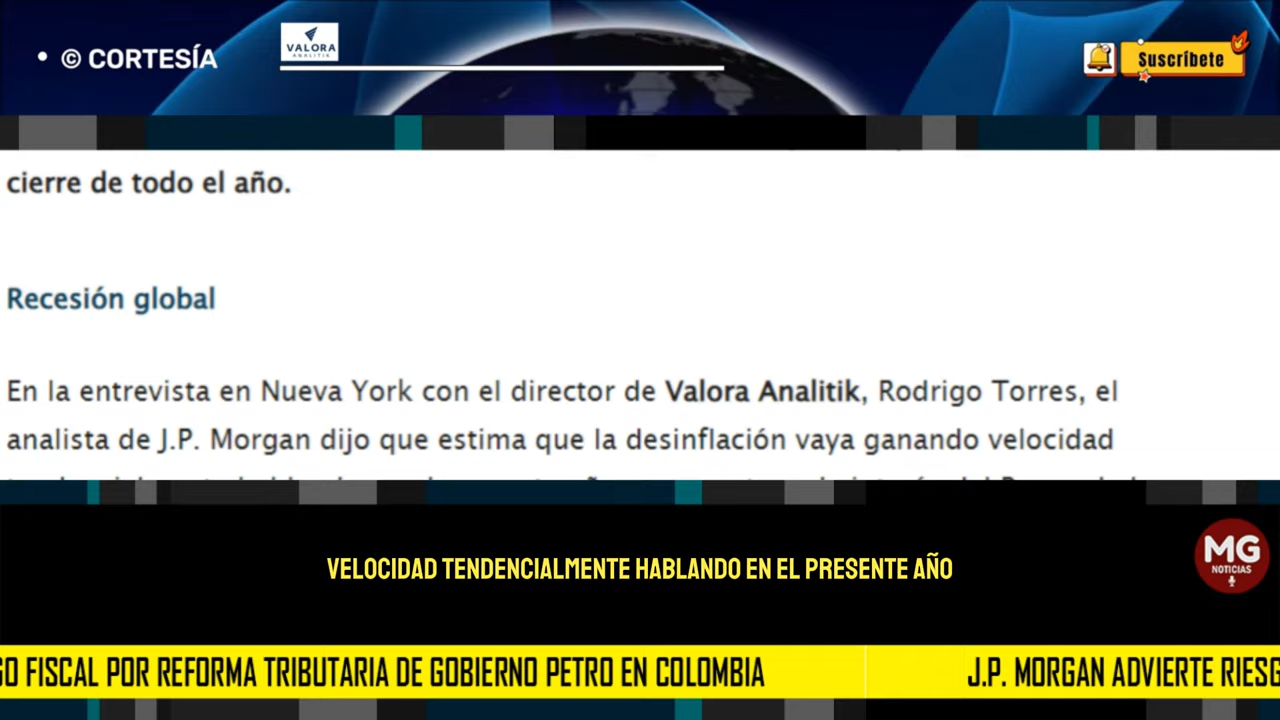 • © CORTESÍA
VALORA
ANALITIK
Suscríbete
cierre de todo el año.
Recesión global
En la entrevista en Nueva York con el director de Valora Analitik, Rodrigo Torres, el
analista de J.P. Morgan dijo que estima que la desinflación vaya ganando velocidad
VELOCIDAD TENDENCIALMENTE HABLANDO EN EL PRESENTE AÑO
MG
NOTICIAS
GO FISCAL POR REFORMA TRIBUTARIA DE GOBIERNO PETRO EN COLOMBIA
J.P. MORGAN ADVIERTE RIESG